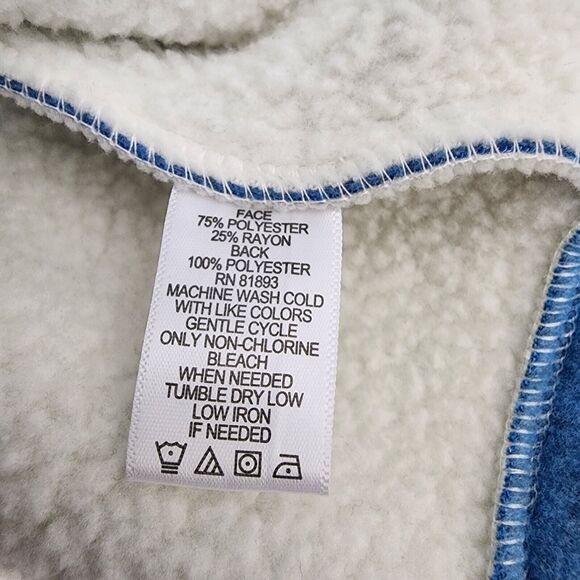 FACE
75% POLYESTER
25% RAYON
BACK
100% POLYESTER
RN 81893
MACHINE WASH COLD
WITH LIKE COLORS
GENTLE CYCLE
ONLY NON-CHLORINE
BLEACH
WHEN NEEDED
TUMBLE DRY LOW
LOW IRON
IF NEEDED